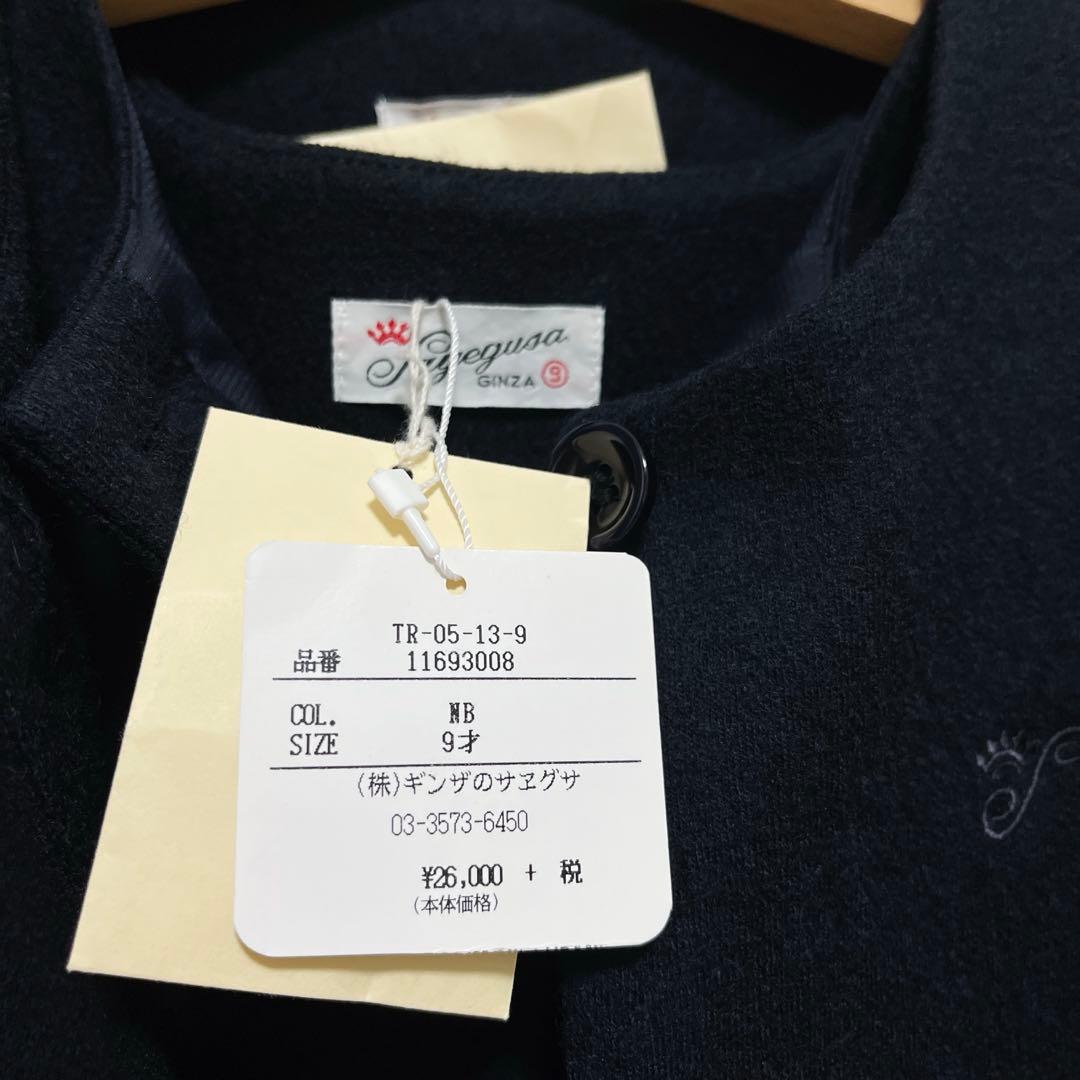 Sayegusa
GINZA 9
TR-05-13-9
品番 11693008
COL. NB
SIZE 9才
(株)ギンザのサヱグサ
03-3573-6450
¥26,000 + 税
(本体価格)